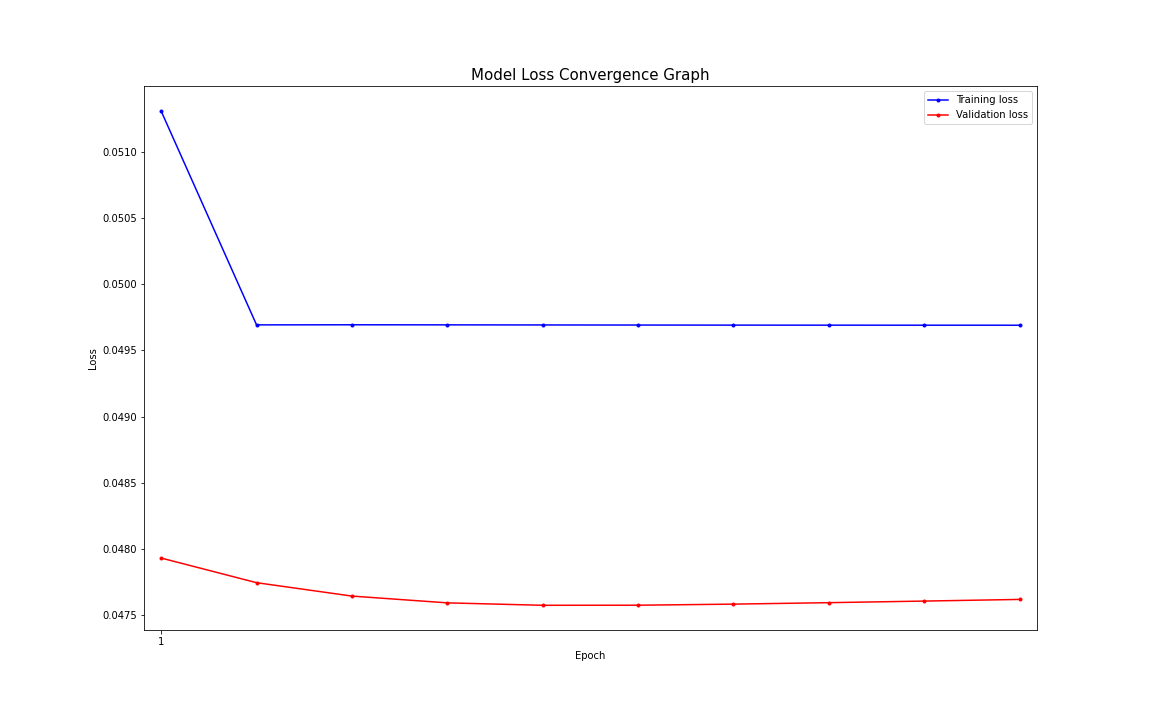 Model Loss Convergence Graph
Training loss
Validation loss
0.0510
0.0505
0.0500
0.0495
0.0490
0.0485
0.0480
0.0475
Loss
1
Epoch